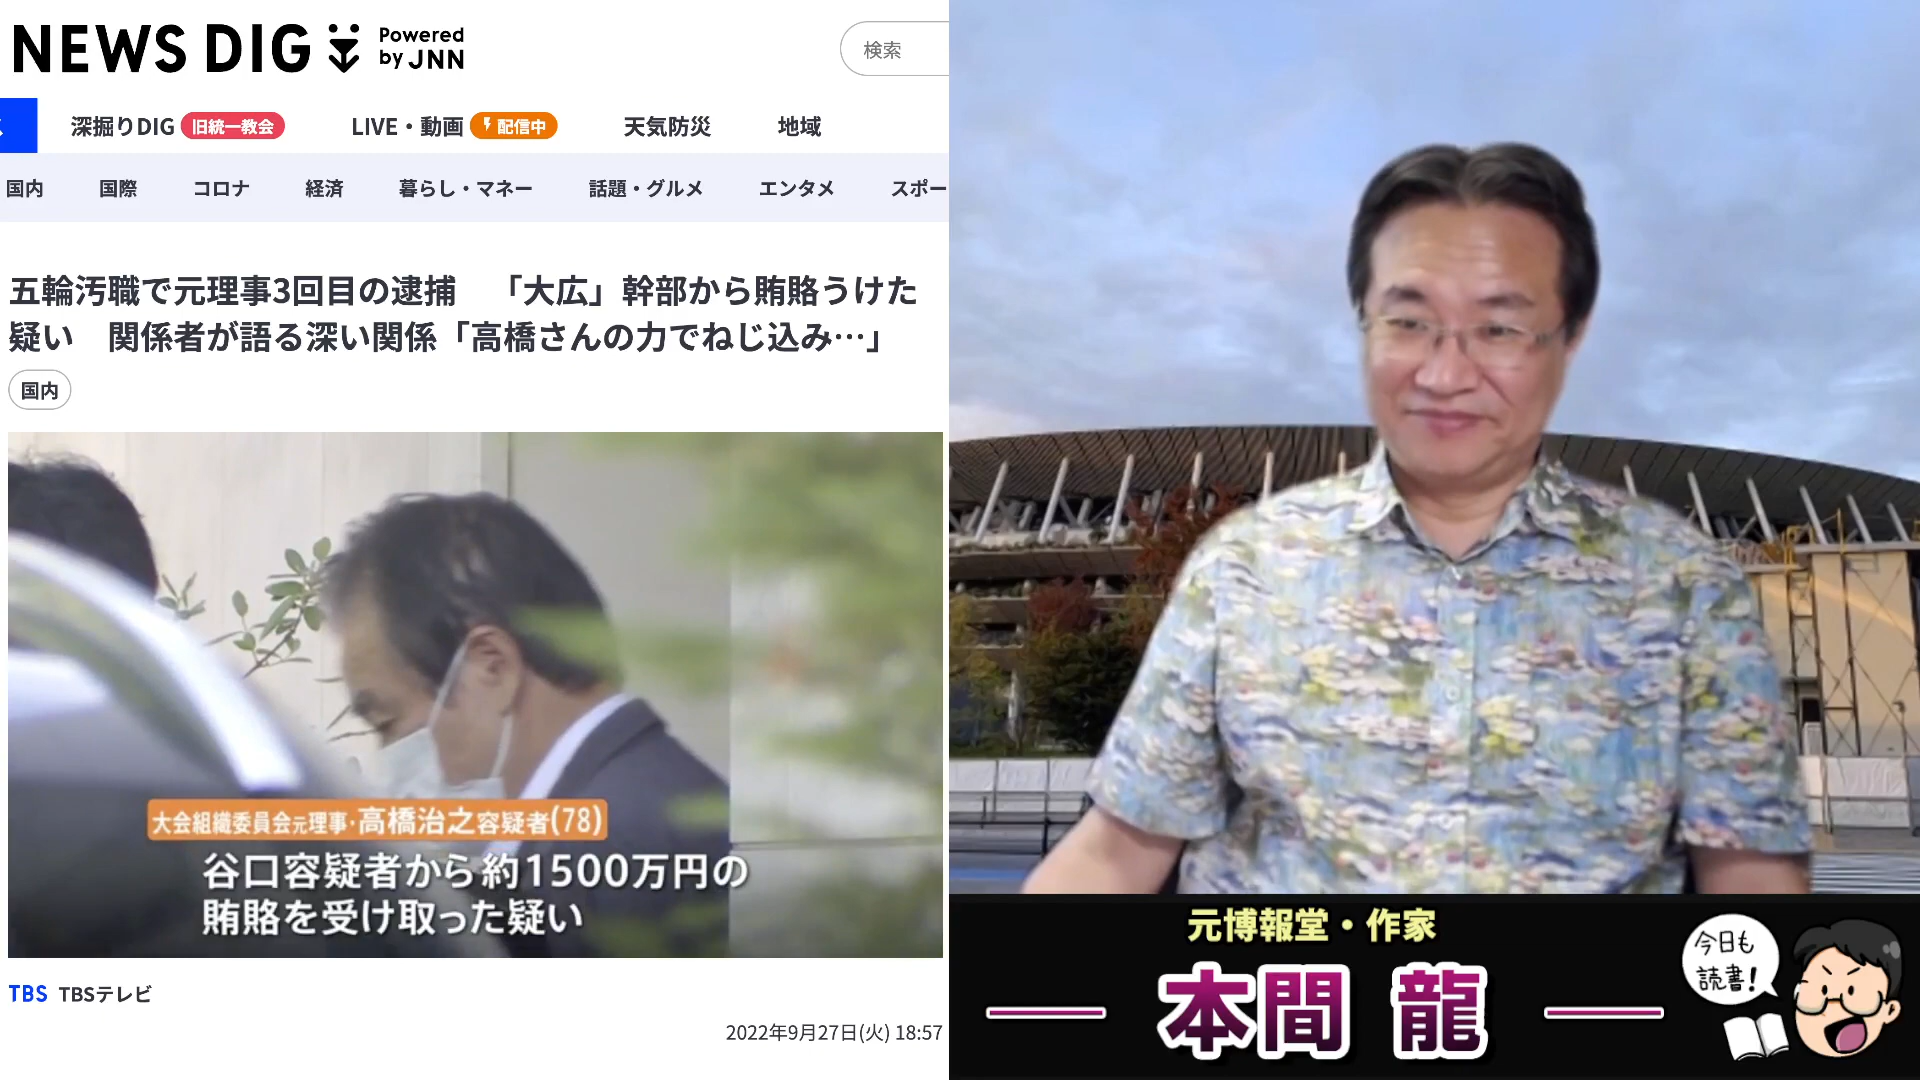 NEWS DIG
Powered
by JNN
検索
深掘りDIG 旧統一教会
LIVE・動画 配信中
天気防災
地域
国内
国際
コロナ
経済
暮らし・マネー
話題・グルメ
エンタメ
スポー
五輪汚職で元理事3回目の逮捕　「大広」幹部から賄賂うけた
疑い　関係者が語る深い関係「高橋さんの力でねじ込み…」
国内
大会組織委員会元理事・高橋治之容疑者(78)
谷口容疑者から約1500万円の
賄賂を受け取った疑い
TBS TBSテレビ
2022年9月27日(火) 18:57
元博報堂・作家
本間 龍
今日も
読書!